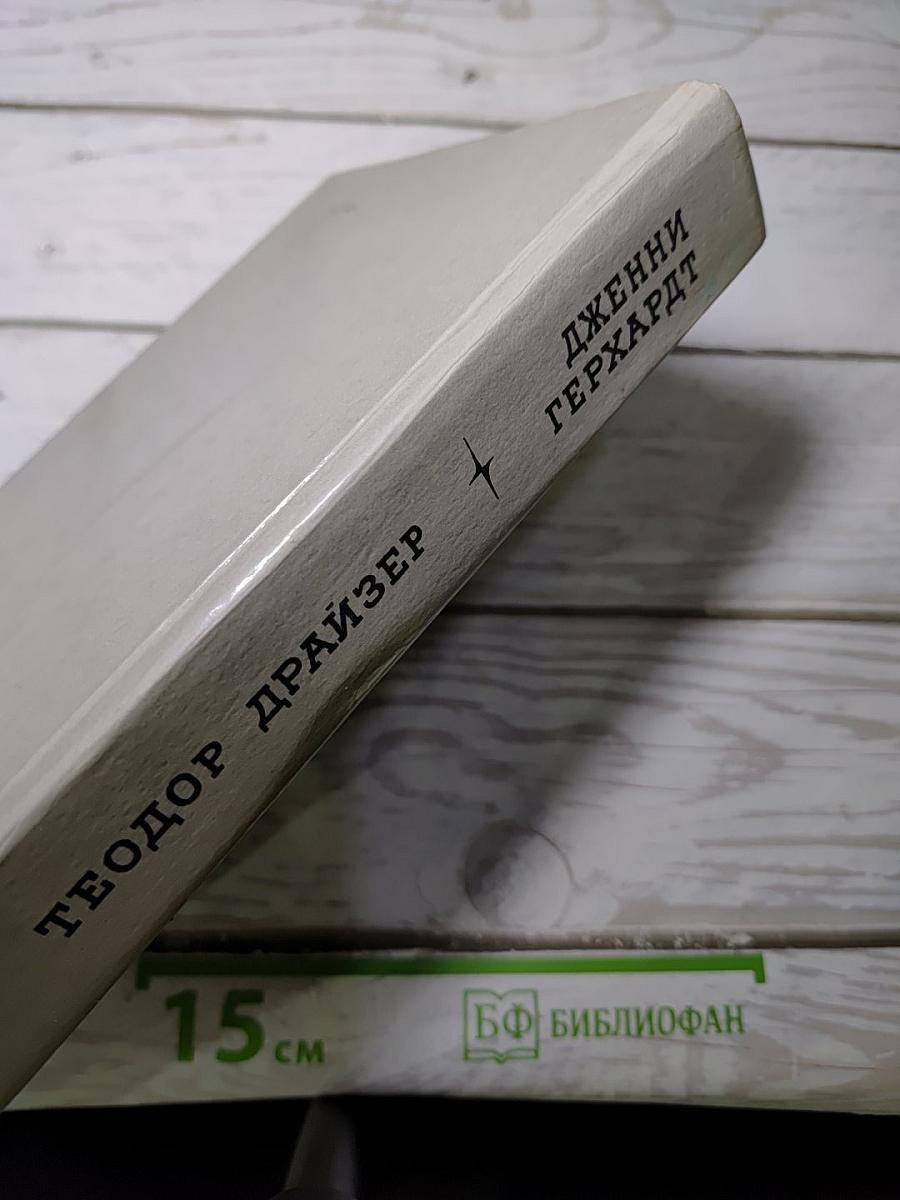 ТЕОДОР ДРАЙЗЕР
ДЖЕННИ
ГЕРХАРДТ
15 см
БФ БИБЛИОФАН